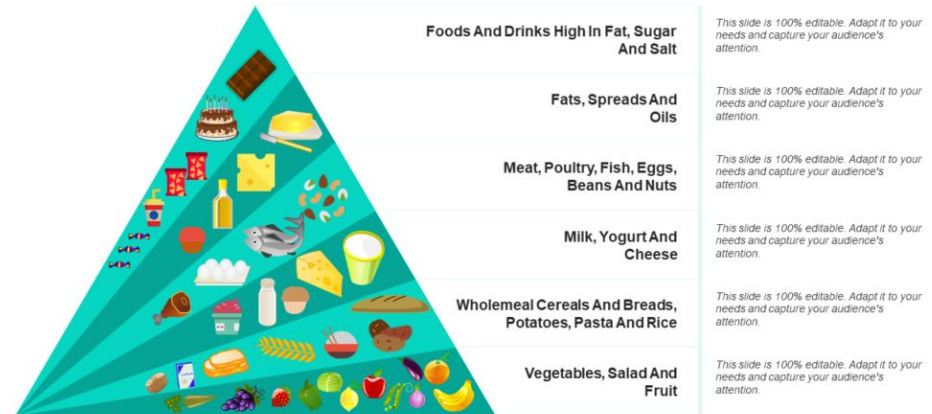 Foods And Drinks High In Fat, Sugar
And Salt
This slide is 100% editable. Adapt it to your
needs and capture your audience's
attention.
Fats, Spreads And
Oils
This slide is 100% editable. Adapt it to your
needs and capture your audience's
attention.
Meat, Poultry, Fish, Eggs,
Beans And Nuts
This slide is 100% editable. Adapt it to your
needs and capture your audience's
attention.
Milk, Yogurt And
Cheese
This slide is 100% editable. Adapt it to your
needs and capture your audience's
attention.
Wholemeal Cereals And Breads,
Potatoes, Pasta And Rice
This slide is 100% editable. Adapt it to your
needs and capture your audience's
attention.
Vegetables, Salad And
Fruit
This slide is 100% editable. Adapt it to your
needs and capture your audience's
attention.